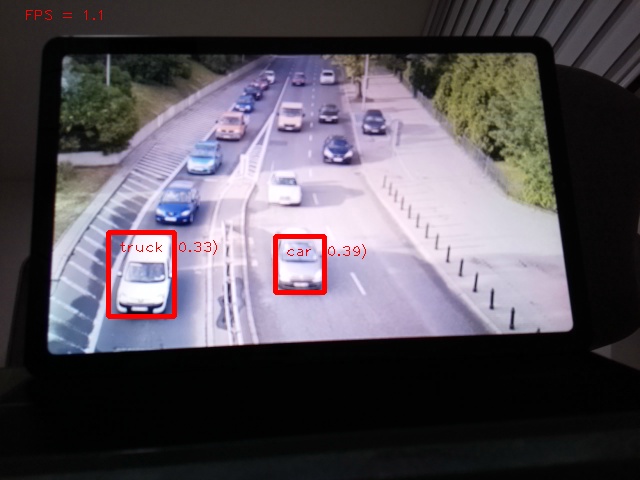 FPS = 1.1
truck (0.33)
car (0.39)